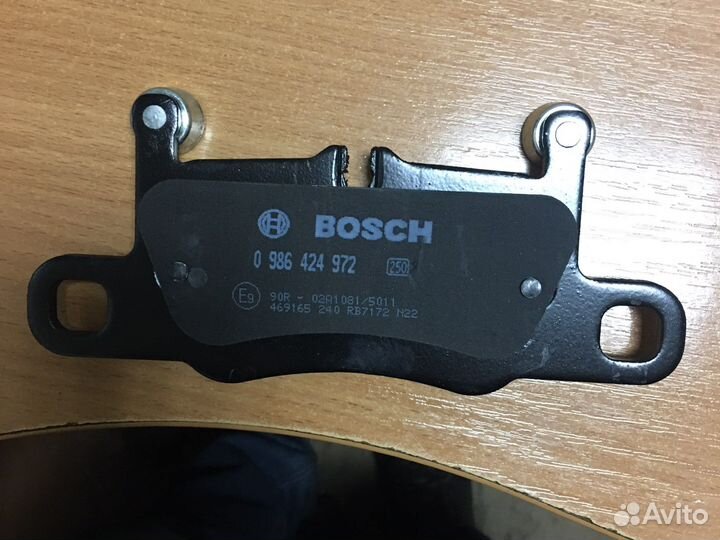 BOSCH
0 986 424 972 250
E9 90R - 02A1081/5011
469165 240 RB7172 N22
Avito